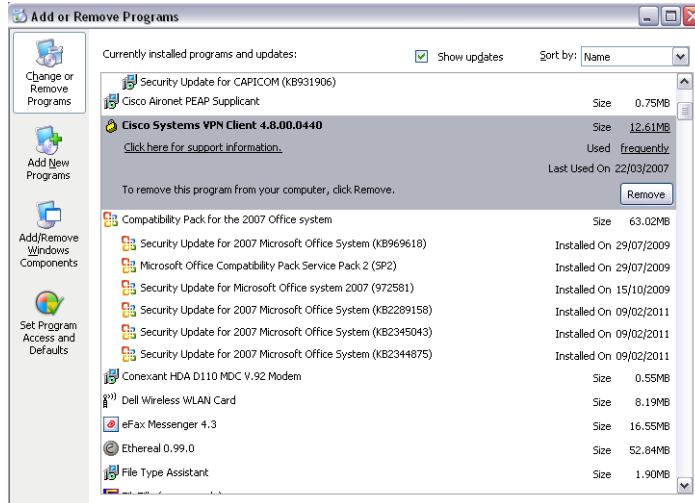 Add or Remove Programs
Currently installed programs and updates:
Show updates
Sort by: Name
Change or
Remove
Programs
Add New
Programs
Add/Remove
Windows
Components
Set Program
Access and
Defaults
Security Update for CAPICOM (KB931906)
Cisco Aironet PEAP Supplicant Size 0.75MB
Cisco Systems VPN Client 4.8.00.0440 Size 12.61MB
Click here for support information. Used frequently
Last Used On 22/03/2007
To remove this program from your computer, click Remove. Remove
Compatibility Pack for the 2007 Office system Size 63.02MB
Security Update for 2007 Microsoft Office System (KB969618) Installed On 29/07/2009
Microsoft Office Compatibility Pack Service Pack 2 (SP2) Installed On 29/07/2009
Security Update for Microsoft Office system 2007 (972581) Installed On 15/10/2009
Security Update for 2007 Microsoft Office System (KB2289158) Installed On 09/02/2011
Security Update for 2007 Microsoft Office System (KB2345043) Installed On 09/02/2011
Security Update for 2007 Microsoft Office System (KB2344875) Installed On 09/02/2011
Conexant HDA D110 MDC V.92 Modem Size 0.55MB
Dell Wireless WLAN Card Size 8.19MB
eFax Messenger 4.3 Size 16.55MB
Ethereal 0.99.0 Size 52.84MB
File Type Assistant Size 1.90MB